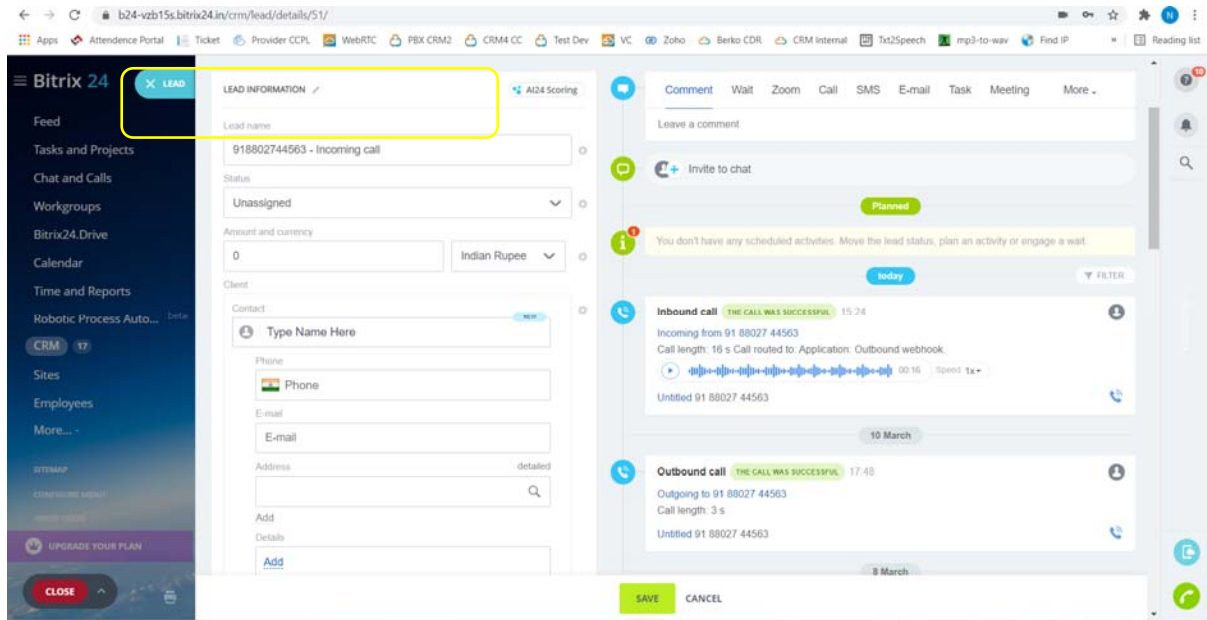 b24-vzb15s.bitrix24.in/crm/lead/details/51/
N
Apps Attendence Portal Ticket Provider CCPL WebRTC PBX CRM2 CRM4 CC Test Dev VC Zoho Berko CDR CRM Internal Txt2Speech mp3-to-wav Find IP » Reading list
Bitrix 24
X LEAD
Feed
Tasks and Projects
Chat and Calls
Workgroups
Bitrix24.Drive
Calendar
Time and Reports
Robotic Process Auto... beta
CRM 17
Sites
Employees
More...
SITEMAP
CONFIGURE MENU
UPGRADE YOUR PLAN
CLOSE
LEAD INFORMATION
AI24 Scoring
Lead name
918802744563 - Incoming call
Status
Unassigned
Amount and currency
0 Indian Rupee
Client
Contact
NEW
Type Name Here
Phone
Phone
E-mail
E-mail
Address detailed
Add
Details
Add
Comment Wait Zoom Call SMS E-mail Task Meeting More
Leave a comment
Invite to chat
Planned
1
You don't have any scheduled activities. Move the lead status, plan an activity or engage a wait.
today
FILTER
Inbound call THE CALL WAS SUCCESSFUL 15:24
Incoming from 91 88027 44563
Call length: 16 s Call routed to: Application: Outbound webhook.
00:16 Speed 1x
Untitled 91 88027 44563
10 March
Outbound call THE CALL WAS SUCCESSFUL 17:48
Outgoing to 91 88027 44563
Call length: 3 s
Untitled 91 88027 44563
8 March
SAVE CANCEL
10